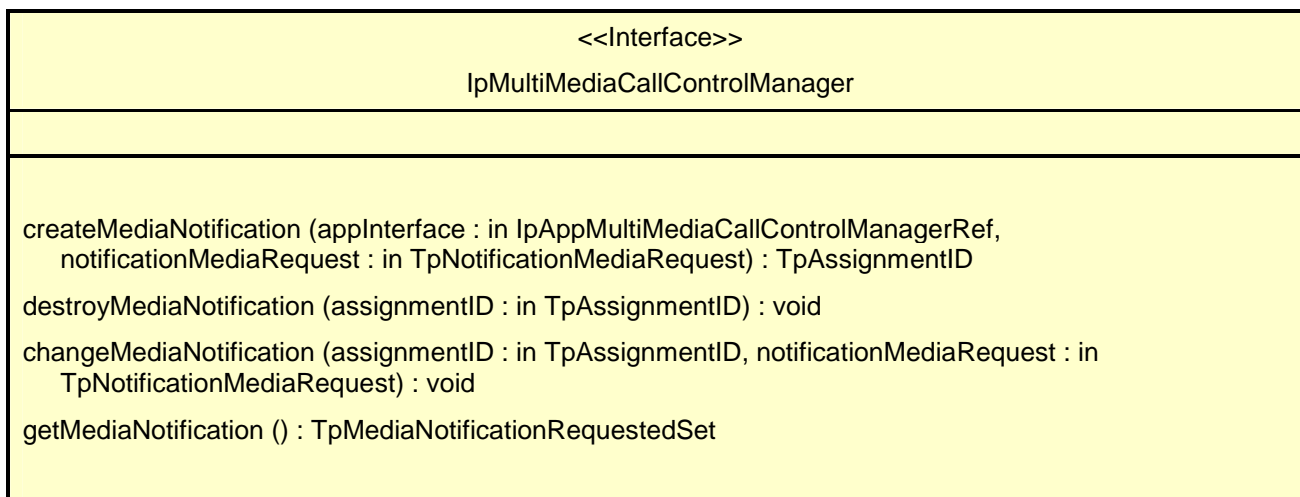 <<Interface>>
IpMultiMediaCallControlManager
createMediaNotification (appInterface : in IpAppMultiMediaCallControlManagerRef,
notificationMediaRequest : in TpNotificationMediaRequest) : TpAssignmentID
destroyMediaNotification (assignmentID : in TpAssignmentID) : void
changeMediaNotification (assignmentID : in TpAssignmentID, notificationMediaRequest : in
TpNotificationMediaRequest) : void
getMediaNotification () : TpMediaNotificationRequestedSet